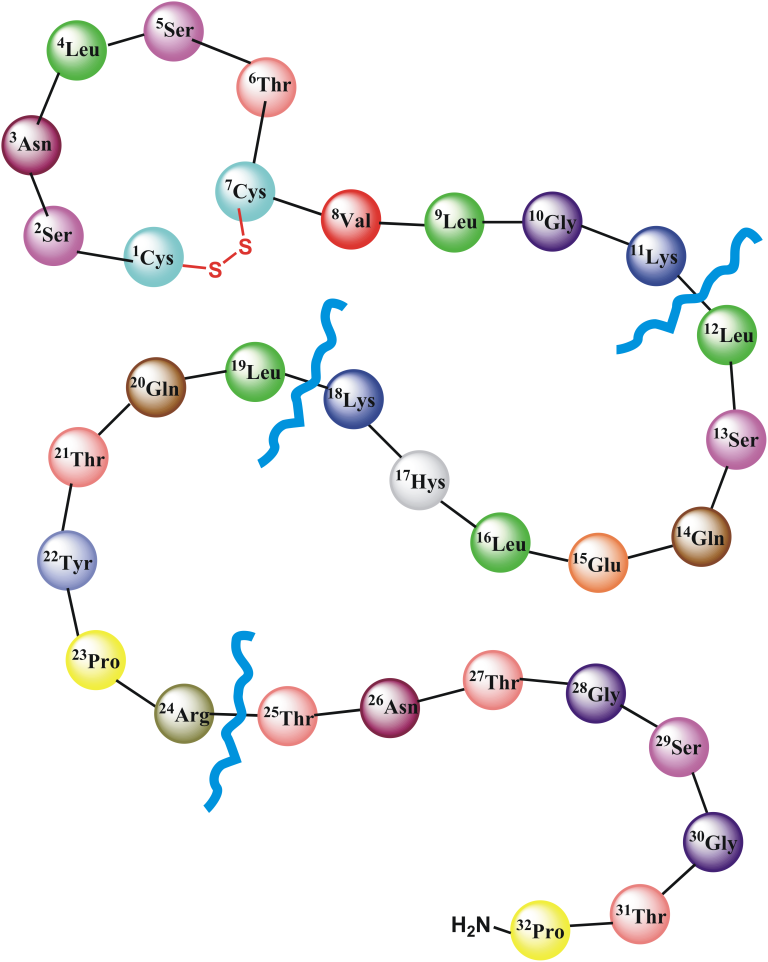 ¹Cys
²Ser
³Asn
⁴Leu
⁵Ser
⁶Thr
⁷Cys
S
S
⁸Val
⁹Leu
¹⁰Gly
¹¹Lys
¹²Leu
¹³Ser
¹⁴Gln
¹⁵Glu
¹⁶Leu
¹⁷Hys
¹⁸Lys
¹⁹Leu
²⁰Gln
²¹Thr
²²Tyr
²³Pro
²⁴Arg
²⁵Thr
²⁶Asn
²⁷Thr
²⁸Gly
²⁹Ser
³⁰Gly
³¹Thr
³²Pro
H₂N